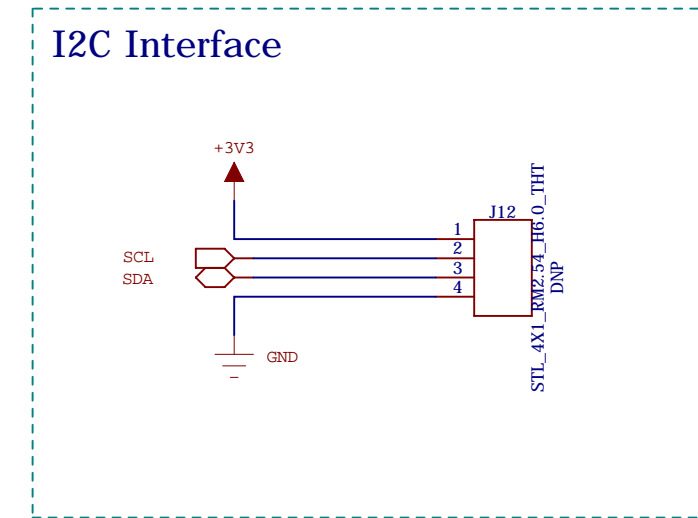 I2C Interface
+3V3
J12
1
SCL
2
SDA
3
4
GND
STL_4X1_RM2.54_H6.0_THT
DNP